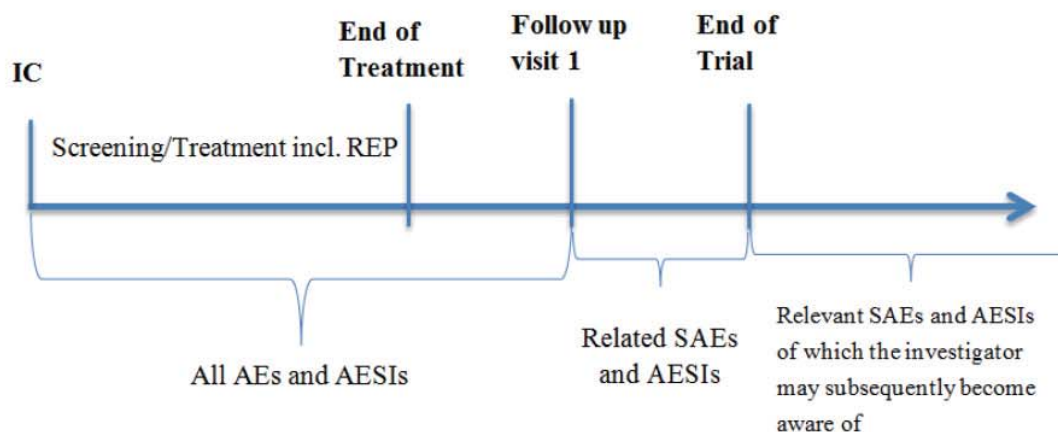 IC
End of
Treatment
Follow up
visit 1
End of
Trial
Screening/Treatment incl. REP
All AEs and AESIs
Related SAEs
and AESIs
Relevant SAEs and AESIs
of which the investigator
may subsequently become
aware of